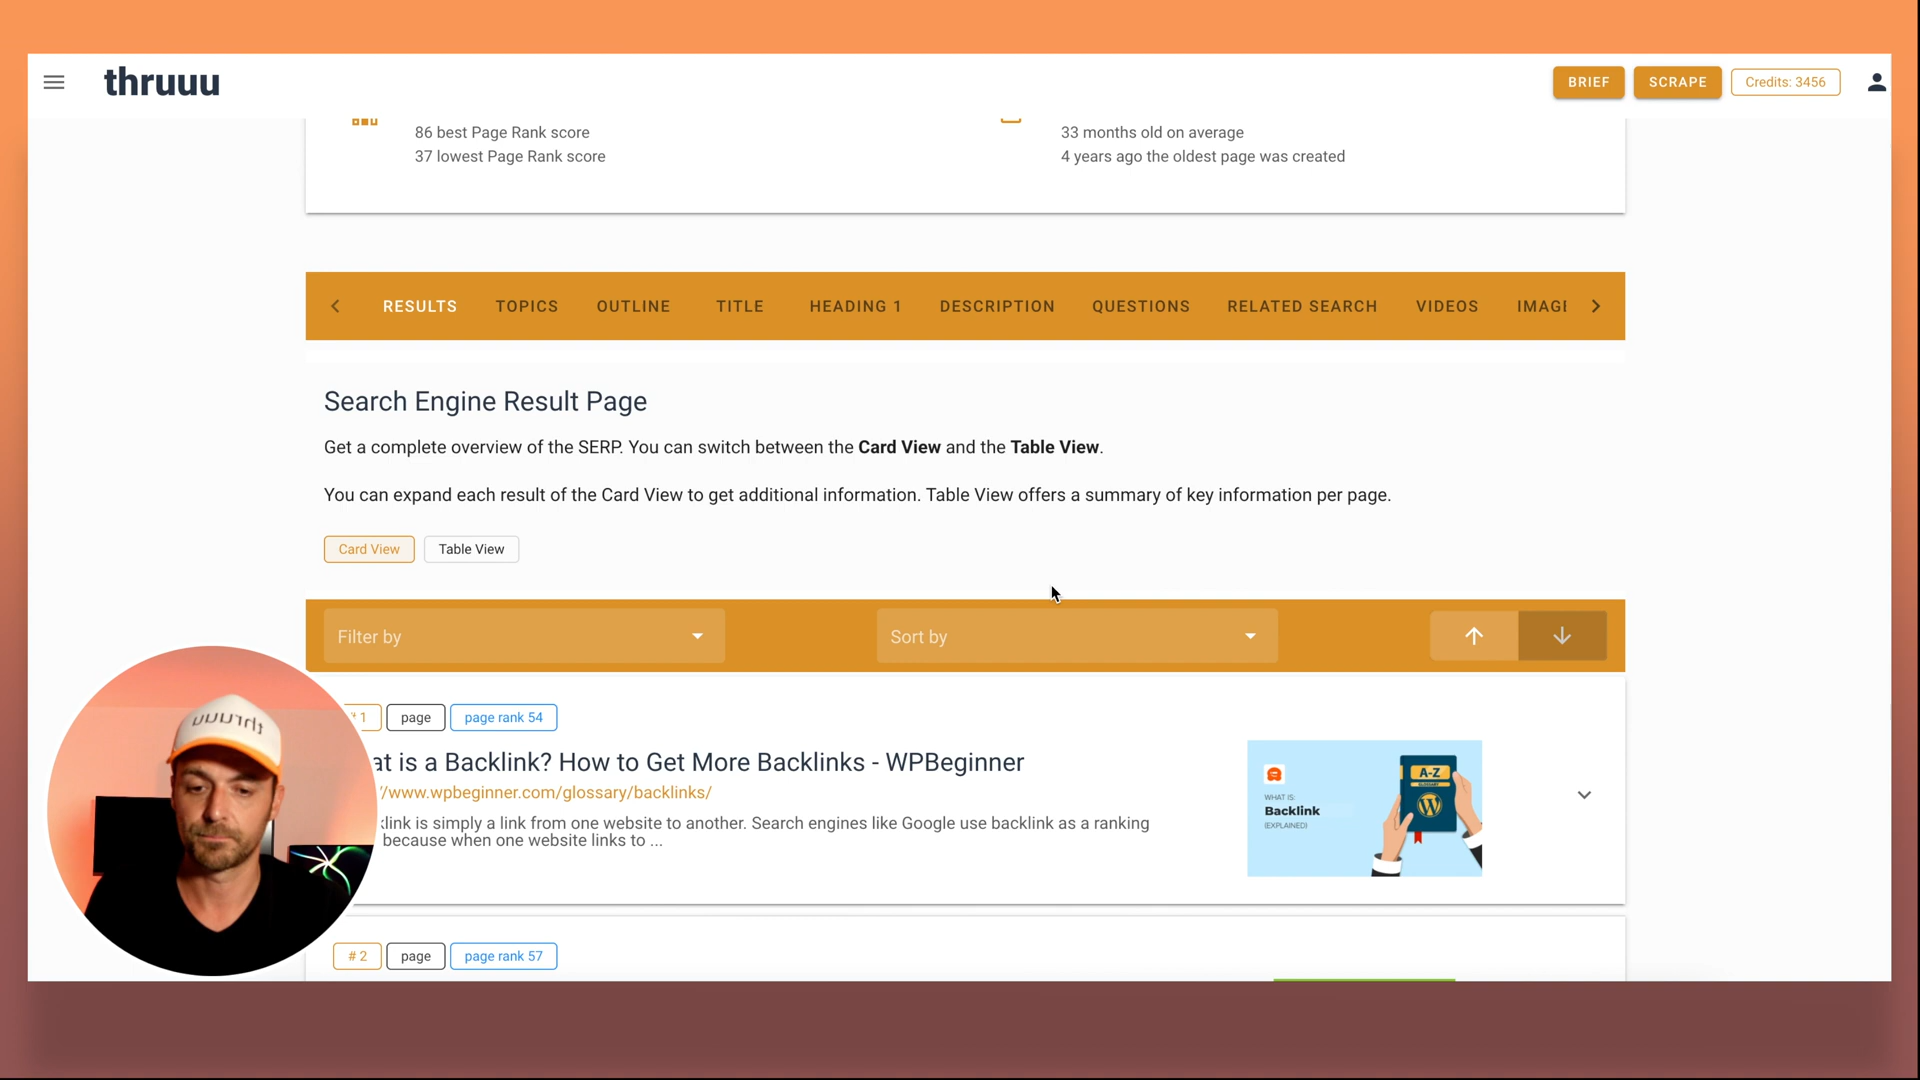 thruuu
BRIEF
SCRAPE
Credits: 3456
86 best Page Rank score
37 lowest Page Rank score
33 months old on average
4 years ago the oldest page was created
RESULTS
TOPICS
OUTLINE
TITLE
HEADING 1
DESCRIPTION
QUESTIONS
RELATED SEARCH
VIDEOS
IMAGI
Search Engine Result Page
Get a complete overview of the SERP. You can switch between the Card View and the Table View.
You can expand each result of the Card View to get additional information. Table View offers a summary of key information per page.
Card View
Table View
Filter by
Sort by
1
page
page rank 54
at is a Backlink? How to Get More Backlinks - WPBeginner
/www.wpbeginner.com/glossary/backlinks/
klink is simply a link from one website to another. Search engines like Google use backlink as a ranking
because when one website links to ...
WHAT IS:
Backlink
(EXPLAINED)
A-Z
GLOSSARY
thruuu
# 2
page
page rank 57